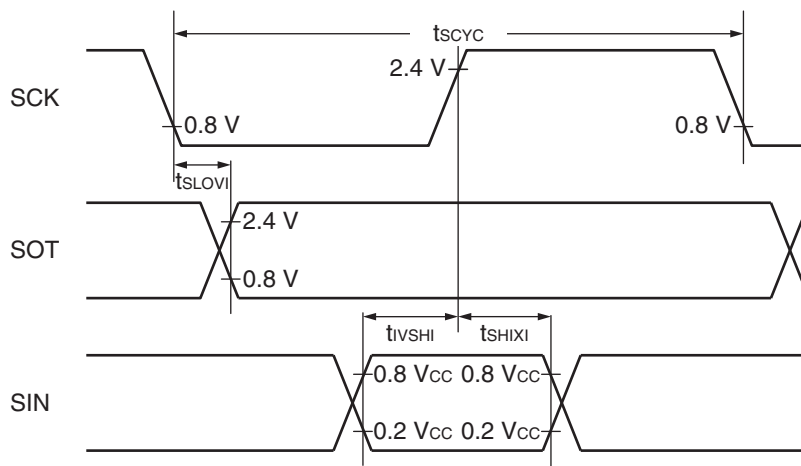 tSCYC
SCK
2.4 V
0.8 V
0.8 V
tSLOVI
SOT
2.4 V
0.8 V
tIVSHI
tSHIXI
SIN
0.8 VCC
0.8 VCC
0.2 VCC
0.2 VCC